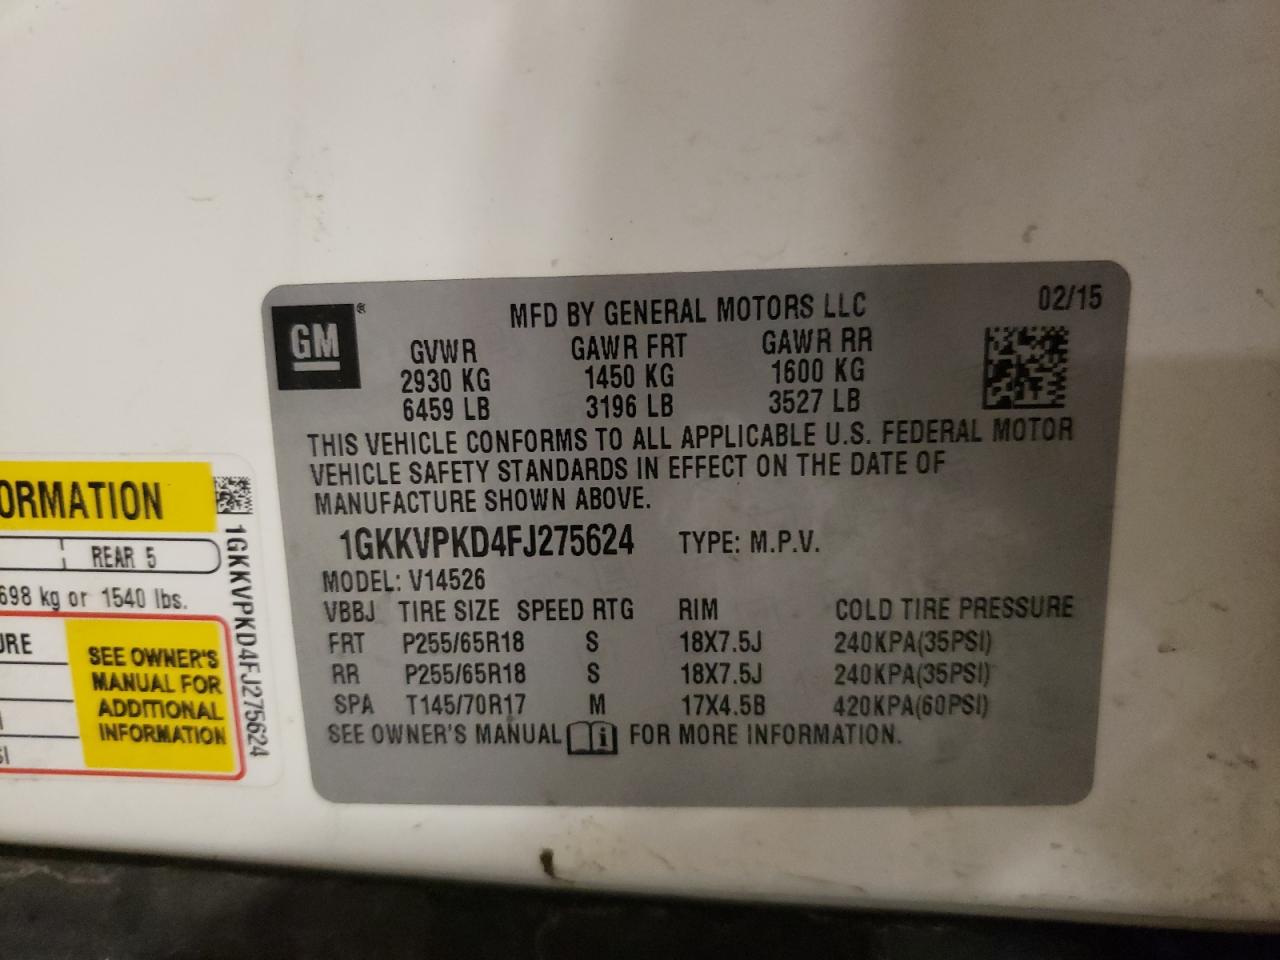 GM ®
MFD BY GENERAL MOTORS LLC 02/15
GVWR GAWR FRT GAWR RR
2930 KG 1450 KG 1600 KG
6459 LB 3196 LB 3527 LB
THIS VEHICLE CONFORMS TO ALL APPLICABLE U.S. FEDERAL MOTOR
VEHICLE SAFETY STANDARDS IN EFFECT ON THE DATE OF
MANUFACTURE SHOWN ABOVE.
1GKKVPKD4FJ275624 TYPE: M.P.V.
MODEL: V14526
VBBJ TIRE SIZE SPEED RTG RIM COLD TIRE PRESSURE
FRT P255/65R18 S 18X7.5J 240KPA(35PSI)
RR P255/65R18 S 18X7.5J 240KPA(35PSI)
SPA T145/70R17 M 17X4.5B 420KPA(60PSI)
SEE OWNER'S MANUAL i FOR MORE INFORMATION.
ORMATION
REAR 5
698 kg or 1540 lbs.
URE
SEE OWNER'S
MANUAL FOR
ADDITIONAL
INFORMATION
SI
1GKKVPKD4FJ275624